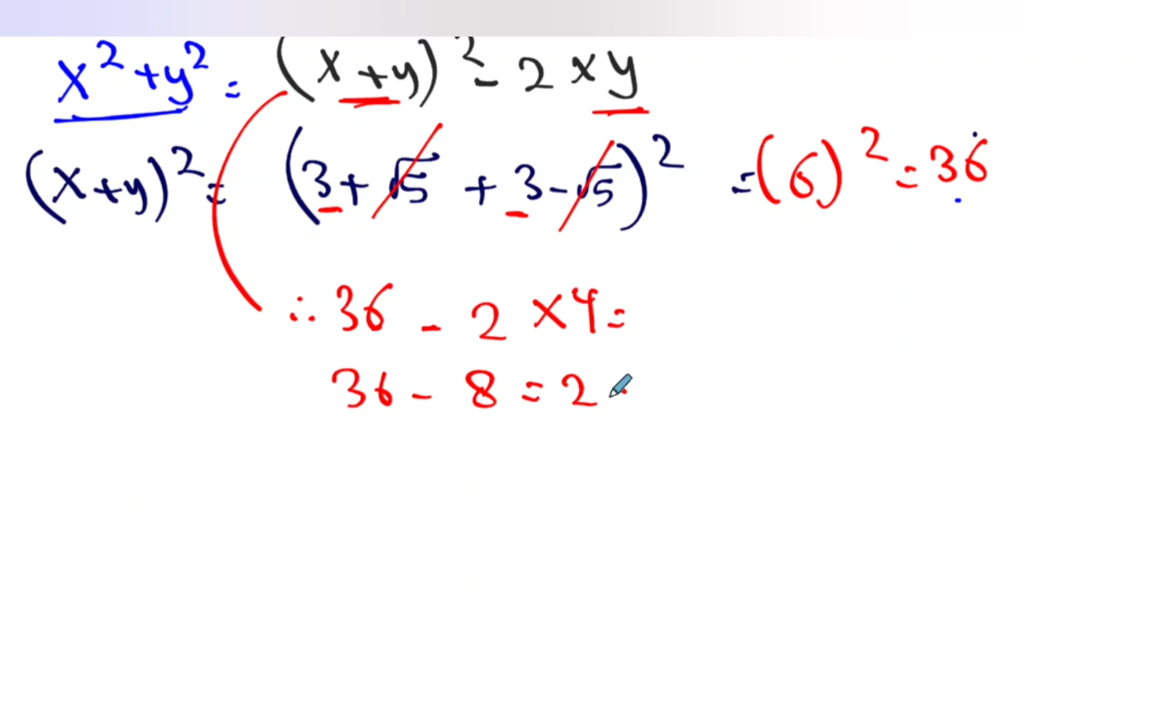 x² + y² = (x + y)² - 2xy
(x + y)² = (3 + √5 + 3 - √5)² = (6)² = 36
∴ 36 - 2 × 4 =
36 - 8 = 2